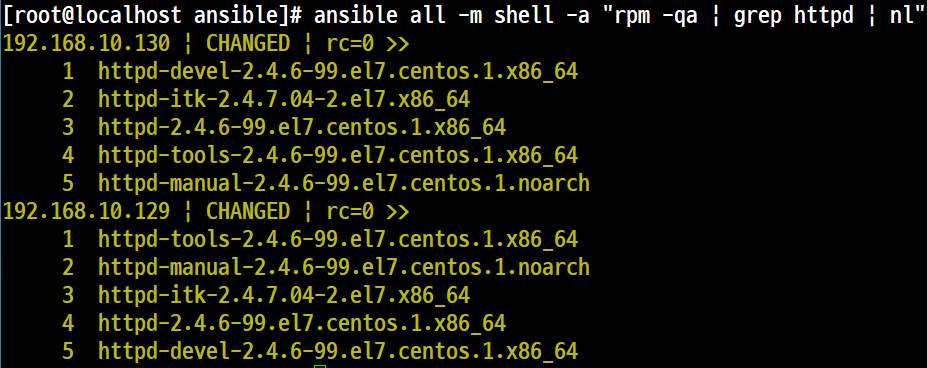 [root@localhost ansible]# ansible all -m shell -a "rpm -qa | grep httpd | nl"
192.168.10.130 | CHANGED | rc=0 >>
1 httpd-devel-2.4.6-99.el7.centos.1.x86_64
2 httpd-itk-2.4.7.04-2.el7.x86_64
3 httpd-2.4.6-99.el7.centos.1.x86_64
4 httpd-tools-2.4.6-99.el7.centos.1.x86_64
5 httpd-manual-2.4.6-99.el7.centos.1.noarch
192.168.10.129 | CHANGED | rc=0 >>
1 httpd-tools-2.4.6-99.el7.centos.1.x86_64
2 httpd-manual-2.4.6-99.el7.centos.1.noarch
3 httpd-itk-2.4.7.04-2.el7.x86_64
4 httpd-2.4.6-99.el7.centos.1.x86_64
5 httpd-devel-2.4.6-99.el7.centos.1.x86_64